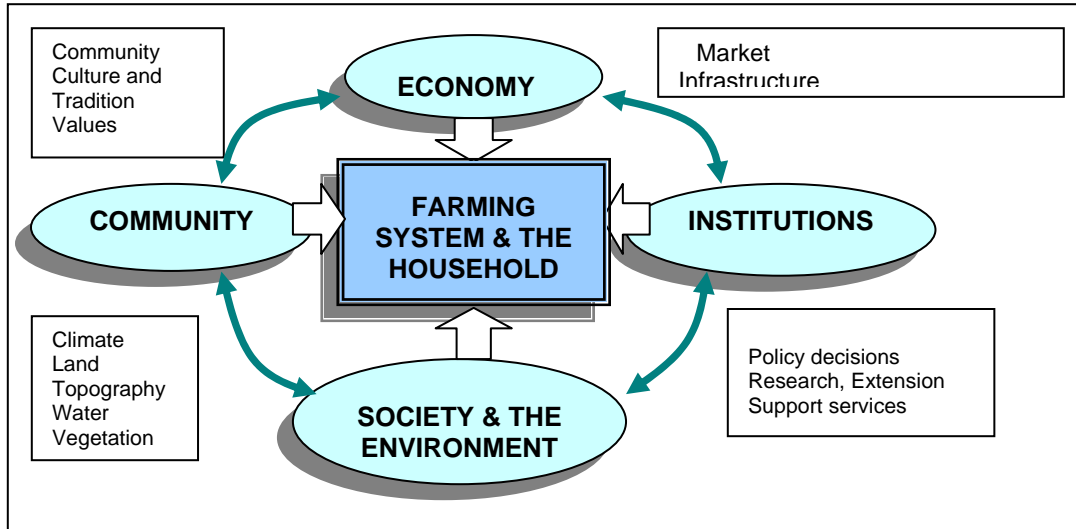 Community
Culture and
Tradition
Values
ECONOMY
Market
Infrastructure
COMMUNITY
FARMING
SYSTEM & THE
HOUSEHOLD
INSTITUTIONS
Climate
Land
Topography
Water
Vegetation
SOCIETY & THE
ENVIRONMENT
Policy decisions
Research, Extension
Support services